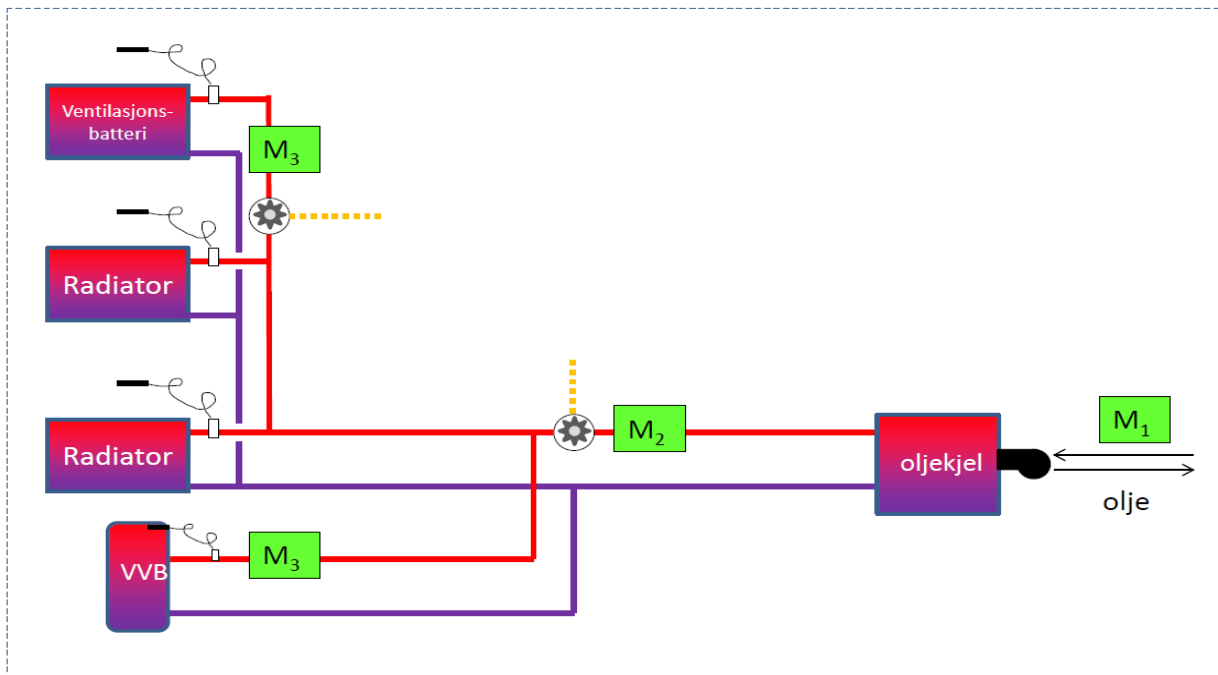 Ventilasjons-
batteri
M₃
Radiator
Radiator
M₂
oljekjel
M₁
olje
VVB
M₃